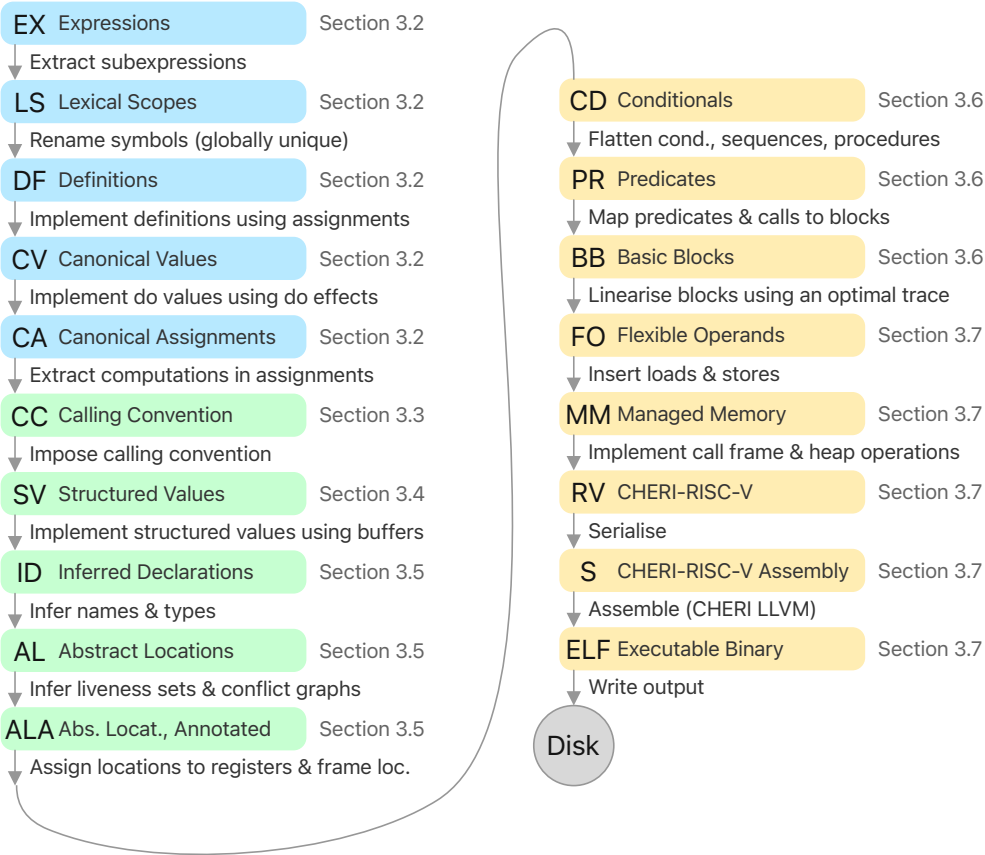 EX Expressions Section 3.2
Extract subexpressions
LS Lexical Scopes Section 3.2
Rename symbols (globally unique)
DF Definitions Section 3.2
Implement definitions using assignments
CV Canonical Values Section 3.2
Implement do values using do effects
CA Canonical Assignments Section 3.2
Extract computations in assignments
CC Calling Convention Section 3.3
Impose calling convention
SV Structured Values Section 3.4
Implement structured values using buffers
ID Inferred Declarations Section 3.5
Infer names & types
AL Abstract Locations Section 3.5
Infer liveness sets & conflict graphs
ALA Abs. Locat., Annotated Section 3.5
Assign locations to registers & frame loc.
CD Conditionals Section 3.6
Flatten cond., sequences, procedures
PR Predicates Section 3.6
Map predicates & calls to blocks
BB Basic Blocks Section 3.6
Linearise blocks using an optimal trace
FO Flexible Operands Section 3.7
Insert loads & stores
MM Managed Memory Section 3.7
Implement call frame & heap operations
RV CHERI-RISC-V Section 3.7
Serialise
S CHERI-RISC-V Assembly Section 3.7
Assemble (CHERI LLVM)
ELF Executable Binary Section 3.7
Write output
Disk